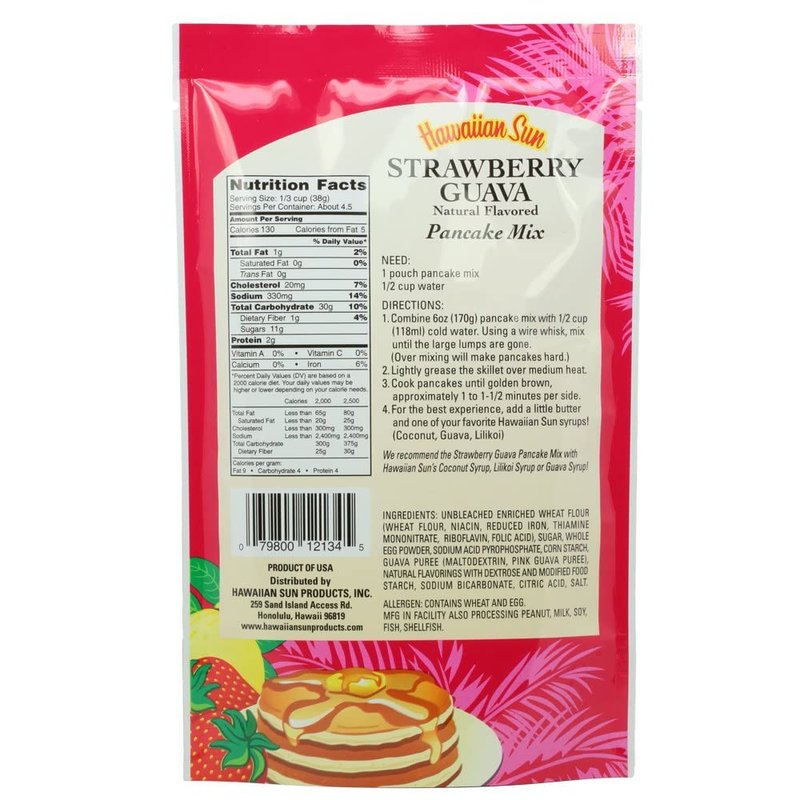 Hawaiian Sun
STRAWBERRY
GUAVA
Natural Flavored
Pancake Mix
Nutrition Facts
Serving Size: 1/3 cup (38g)
Servings Per Container: About 4.5
Amount Per Serving
Calories 130 Calories from Fat 5
% Daily Value*
Total Fat 1g 2%
Saturated Fat 0g 0%
Trans Fat 0g
Cholesterol 20mg 7%
Sodium 330mg 14%
Total Carbohydrate 30g 10%
Dietary Fiber 1g 4%
Sugars 11g
Protein 2g
Vitamin A 0% • Vitamin C 0%
Calcium 0% • Iron 6%
*Percent Daily Values (DV) are based on a
2000 calorie diet. Your daily values may be
higher or lower depending on your calorie needs.
Calories 2,000 2,500
Total Fat Less than 65g 80g
Saturated Fat Less than 20g 25g
Cholesterol Less than 300mg 300mg
Sodium Less than 2,400mg 2,400mg
Total Carbohydrate 300g 375g
Dietary Fiber 25g 30g
Calories per gram:
Fat 9 • Carbohydrate 4 • Protein 4
NEED:
1 pouch pancake mix
1/2 cup water
DIRECTIONS:
1. Combine 6oz (170g) pancake mix with 1/2 cup
(118ml) cold water. Using a wire whisk, mix
until the large lumps are gone.
(Over mixing will make pancakes hard.)
2. Lightly grease the skillet over medium heat.
3. Cook pancakes until golden brown,
approximately 1 to 1-1/2 minutes per side.
4. For the best experience, add a little butter
and one of your favorite Hawaiian Sun syrups!
(Coconut, Guava, Lilikoi)
We recommend the Strawberry Guava Pancake Mix with
Hawaiian Sun's Coconut Syrup, Lilikoi Syrup or Guava Syrup!
0 79800 12134 5
PRODUCT OF USA
Distributed by
HAWAIIAN SUN PRODUCTS, INC.
259 Sand Island Access Rd.
Honolulu, Hawaii 96819
www.hawaiiansunproducts.com
INGREDIENTS: UNBLEACHED ENRICHED WHEAT FLOUR
(WHEAT FLOUR, NIACIN, REDUCED IRON, THIAMINE
MONONITRATE, RIBOFLAVIN, FOLIC ACID), SUGAR, WHOLE
EGG POWDER, SODIUM ACID PYROPHOSPHATE, CORN STARCH,
GUAVA PUREE (MALTODEXTRIN, PINK GUAVA PUREE),
NATURAL FLAVORINGS WITH DEXTROSE AND MODIFIED FOOD
STARCH, SODIUM BICARBONATE, CITRIC ACID, SALT.
ALLERGEN: CONTAINS WHEAT AND EGG.
MFG IN FACILITY ALSO PROCESSING PEANUT, MILK, SOY,
FISH, SHELLFISH.